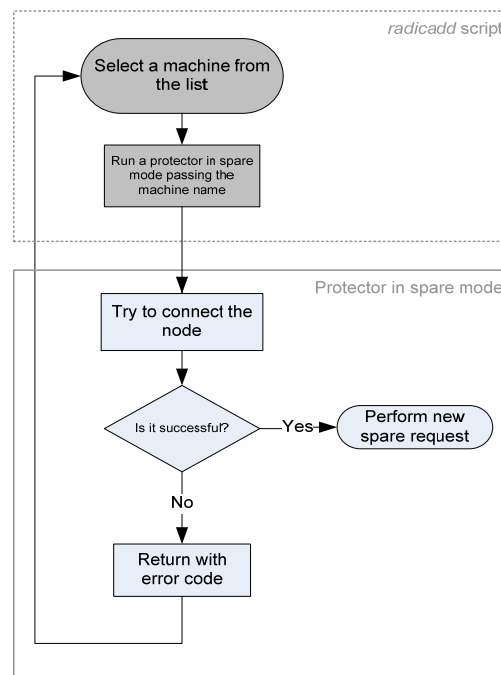 radicadd script
Select a machine from
the list
Run a protector in spare
mode passing the
machine name
Protector in spare mode
Try to connect the
node
Is it successful?
Yes
Perform new
spare request
No
Return with
error code